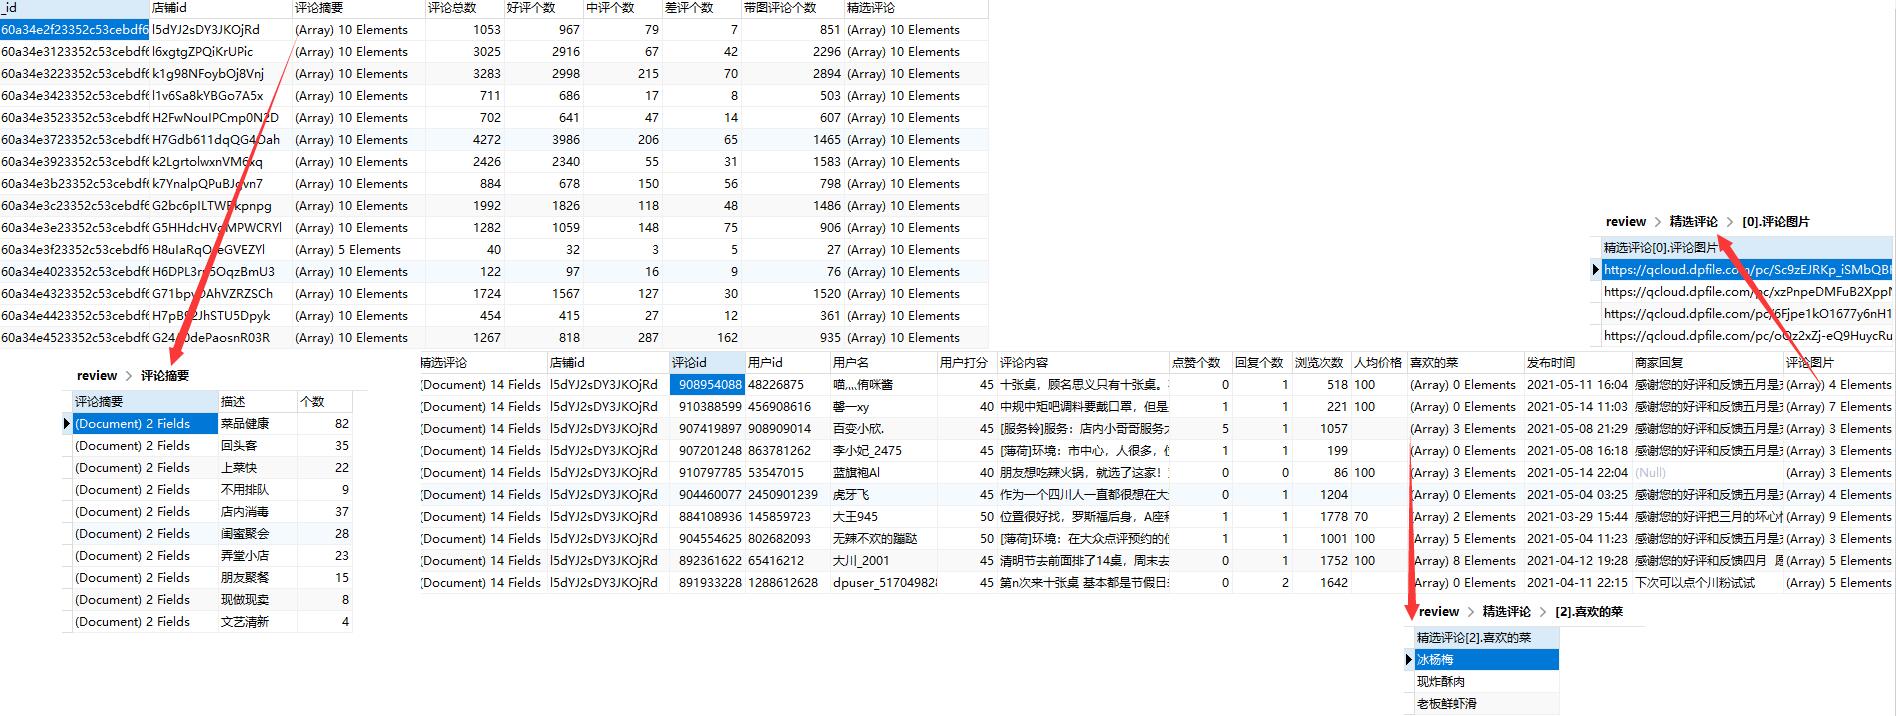 _id 店铺id 评论摘要 评论总数 好评个数 中评个数 差评个数 带图评论个数 精选评论
60a34e2f23352c53cebdf6 l5dYJ2sDY3JKOjRd (Array) 10 Elements 1053 967 79 7 851 (Array) 10 Elements
60a34e3123352c53cebdf6 l6xgtgZPQiKrUPic (Array) 10 Elements 3025 2916 67 42 2296 (Array) 10 Elements
60a34e3223352c53cebdf6 k1g98NFoybOj8Vnj (Array) 10 Elements 3283 2998 215 70 2894 (Array) 10 Elements
60a34e3423352c53cebdf6 l1v6Sa8kYBGo7A5x (Array) 10 Elements 711 686 17 8 503 (Array) 10 Elements
60a34e3523352c53cebdf6 H2FwNouIPCmp0N2D (Array) 10 Elements 702 641 47 14 607 (Array) 10 Elements
60a34e3723352c53cebdf6 (Array) 10 Elements 4272 3986 206 65 1465 (Array) 10 Elements
60a34e3923352c53cebdf6 (Array) 10 Elements 2426 2340 55 31 1583 (Array) 10 Elements
60a34e3b23352c53cebdf6 (Array) 10 Elements 884 678 150 56 798 (Array) 10 Elements
60a34e3c23352c53cebdf6 (Array) 10 Elements 1992 1826 118 48 1486 (Array) 10 Elements
60a34e3e23352c53cebdf6 (Array) 10 Elements 1282 1059 148 75 906 (Array) 10 Elements
60a34e3f23352c53cebdf6 (Array) 5 Elements 40 32 3 5 27 (Array) 10 Elements
60a34e4023352c53cebdf6 (Array) 10 Elements 122 97 16 9 76 (Array) 10 Elements
60a34e4323352c53cebdf6 (Array) 10 Elements 1724 1567 127 30 1520 (Array) 10 Elements
60a34e4423352c53cebdf6 (Array) 10 Elements 454 415 27 12 361 (Array) 10 Elements
60a34e4523352c53cebdf6 (Array) 10 Elements 1267 818 287 162 935 (Array) 10 Elements
review > 评论摘要
评论摘要 描述 个数
(Document) 2 Fields 菜品健康 82
(Document) 2 Fields 回头客 35
(Document) 2 Fields 上菜快 22
(Document) 2 Fields 不用排队 9
(Document) 2 Fields 店内消毒 37
(Document) 2 Fields 闺蜜聚会 28
(Document) 2 Fields 弄堂小店 23
(Document) 2 Fields 朋友聚餐 15
(Document) 2 Fields 现做现卖 8
(Document) 2 Fields 文艺清新 4
review > 精选评论 > [0].评论图片
精选评论[0].评论图片
https://qcloud.dpfile.com/pc/Sc9zEJRKp_iSMbQB
https://qcloud.dpfile.com/pc/xzPnpeDMFuB2Xpp
https://qcloud.dpfile.com/pc/6Fjpe1kO1677y6nH1
https://qcloud.dpfile.com/pc/oQz2xZj-eQ9HuycRu
精选评论 店铺id 评论id 用户id 用户名 用户打分 评论内容 点赞个数 回复个数 浏览次数 人均价格 喜欢的菜 发布时间 商家回复 评论图片
(Document) 14 Fields l5dYJ2sDY3JKOjRd 908954088 48226875 喵灬侑咪酱 45 十张桌，顾名思义只有十张桌。 0 1 518 100 (Array) 0 Elements 2021-05-11 16:04 感谢您的好评和反馈五月是 (Array) 4 Elements
(Document) 14 Fields l5dYJ2sDY3JKOjRd 910388599 456908616 馨一xy 40 中规中矩吧调料要戴口罩，但是 1 1 221 100 (Array) 0 Elements 2021-05-14 11:03 感谢您的好评和反馈五月是 (Array) 7 Elements
(Document) 14 Fields l5dYJ2sDY3JKOjRd 907419897 908909014 百变小欣. 45 [服务铃]服务：店内小哥哥服务 5 1 1057 (Array) 3 Elements 2021-05-08 21:29 感谢您的好评和反馈五月是 (Array) 3 Elements
(Document) 14 Fields l5dYJ2sDY3JKOjRd 907201248 863781262 李小妃_2475 45 [薄荷]环境：市中心，人很多， 1 1 199 (Array) 3 Elements 2021-05-08 16:18 感谢您的好评和反馈五月是 (Array) 3 Elements
(Document) 14 Fields l5dYJ2sDY3JKOjRd 910797785 53547015 蓝旗袍Al 40 朋友想吃辣火锅，就选了这家！ 0 0 86 100 (Array) 3 Elements 2021-05-14 22:04 (Null) (Array) 3 Elements
(Document) 14 Fields l5dYJ2sDY3JKOjRd 904460077 2450901239 虎牙飞 45 作为一个四川人一直都很想在大 0 1 1204 (Array) 0 Elements 2021-05-04 03:25 感谢您的好评和反馈五月是 (Array) 4 Elements
(Document) 14 Fields l5dYJ2sDY3JKOjRd 884108936 145859723 大王945 50 位置很好找，罗斯福后身，A座和 1 1 1778 70 (Array) 2 Elements 2021-03-29 15:44 感谢您的好评把三月的坏心 (Array) 9 Elements
(Document) 14 Fields l5dYJ2sDY3JKOjRd 904554625 802682093 无辣不欢的蹦跶 50 [薄荷]环境：在大众点评预约的 1 1 1001 100 (Array) 5 Elements 2021-05-04 11:23 感谢您的好评和反馈五月是 (Array) 3 Elements
(Document) 14 Fields l5dYJ2sDY3JKOjRd 892361622 65416212 大川_2001 45 清明节去前面排了14桌，周末去 0 1 1752 100 (Array) 8 Elements 2021-04-12 19:28 感谢您的好评和反馈四月 (Array) 5 Elements
(Document) 14 Fields l5dYJ2sDY3JKOjRd 891933228 1288612628 dpuser_517049828 45 第n次来十张桌 基本都是节假日 0 2 1642 (Array) 3 Elements 2021-04-11 22:15 下次可以点个川粉试试 (Array) 5 Elements
review > 精选评论 > [2].喜欢的菜
精选评论[2].喜欢的菜
冰杨梅
现炸酥肉
老板鲜虾滑